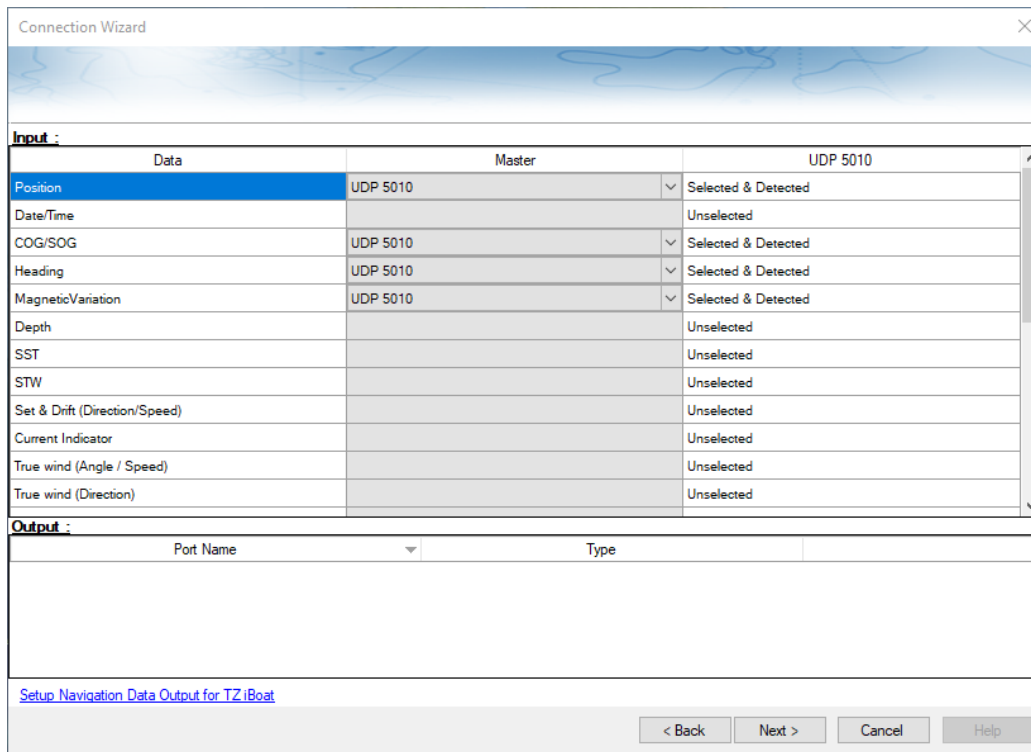 Connection Wizard
Input :
Data Master UDP 5010
Position UDP 5010 Selected & Detected
Date/Time Unselected
COG/SOG UDP 5010 Selected & Detected
Heading UDP 5010 Selected & Detected
MagneticVariation UDP 5010 Selected & Detected
Depth Unselected
SST Unselected
STW Unselected
Set & Drift (Direction/Speed) Unselected
Current Indicator Unselected
True wind (Angle / Speed) Unselected
True wind (Direction) Unselected
Output :
Port Name Type
Setup Navigation Data Output for TZ iBoat
< Back Next > Cancel Help